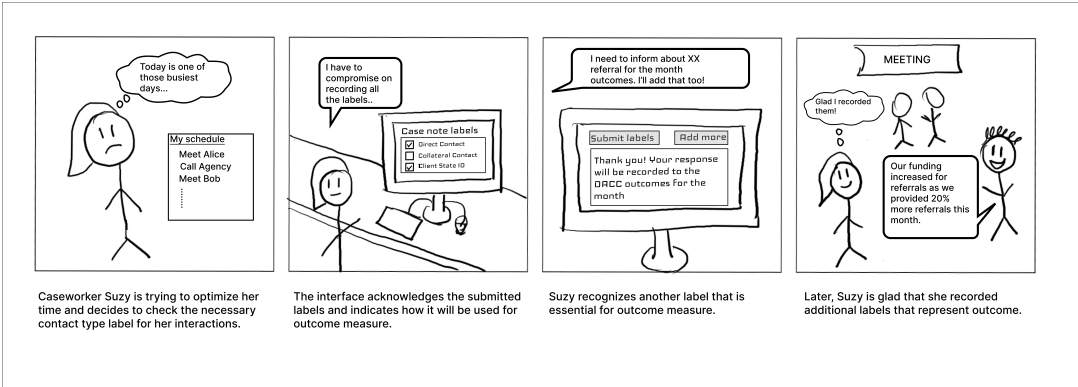 Today is one of
those busiest
days...
My schedule
Meet Alice
Call Agency
Meet Bob
Caseworker Suzy is trying to optimize her
time and decides to check the necessary
contact type label for her interactions.
I have to
compromise on
recording all
the labels..
Case note labels
Direct Contact
Collateral Contact
Client State ID
The interface acknowledges the submitted
labels and indicates how it will be used for
outcome measure.
I need to inform about XX
referral for the month
outcomes. I'll add that too!
Submit labels
Add more
Thank you! Your response
will be recorded to the
DACC outcomes for the
month
Suzy recognizes another label that is
essential for outcome measure.
MEETING
Glad I recorded
them!
Our funding
increased for
referrals as we
provided 20%
more referrals this
month.
Later, Suzy is glad that she recorded
additional labels that represent outcome.